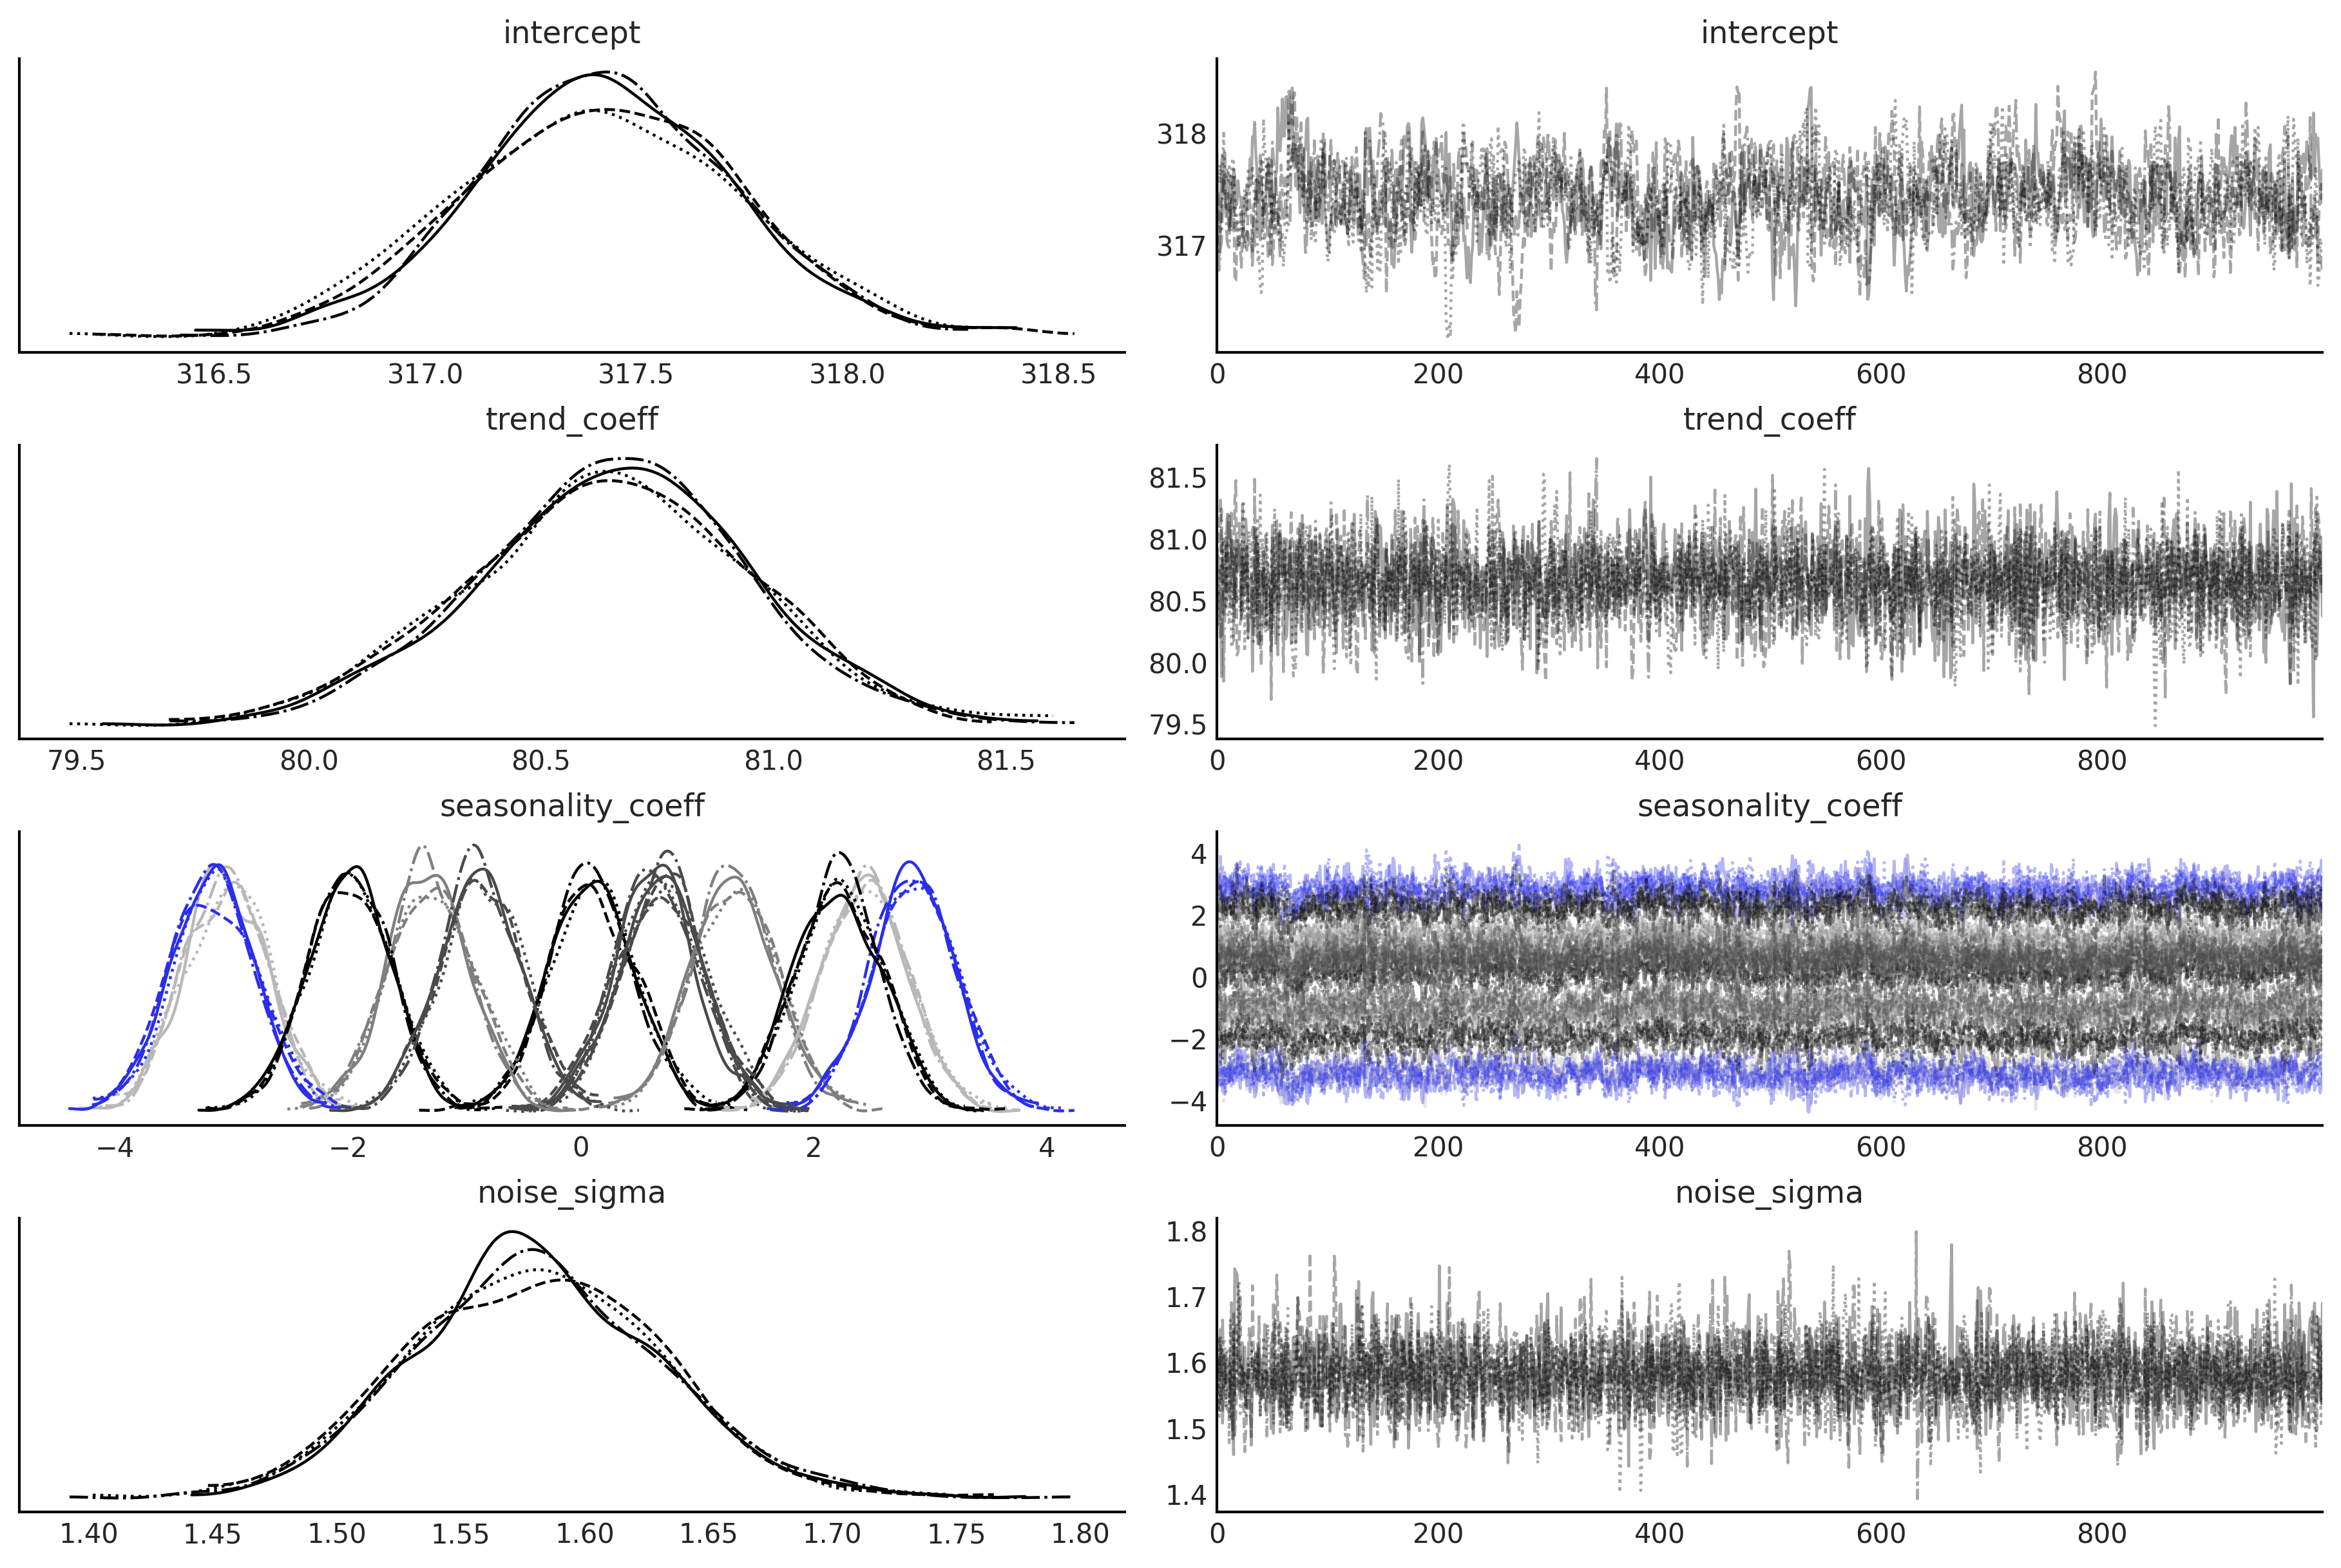 intercept
316.5 317.0 317.5 318.0 318.5
intercept
318
317
0 200 400 600 800
trend_coeff
79.5 80.0 80.5 81.0 81.5
trend_coeff
81.5
81.0
80.5
80.0
79.5
0 200 400 600 800
seasonality_coeff
−4 −2 0 2 4
seasonality_coeff
4
2
0
−2
−4
0 200 400 600 800
noise_sigma
1.40 1.45 1.50 1.55 1.60 1.65 1.70 1.75 1.80
noise_sigma
1.8
1.7
1.6
1.5
1.4
0 200 400 600 800